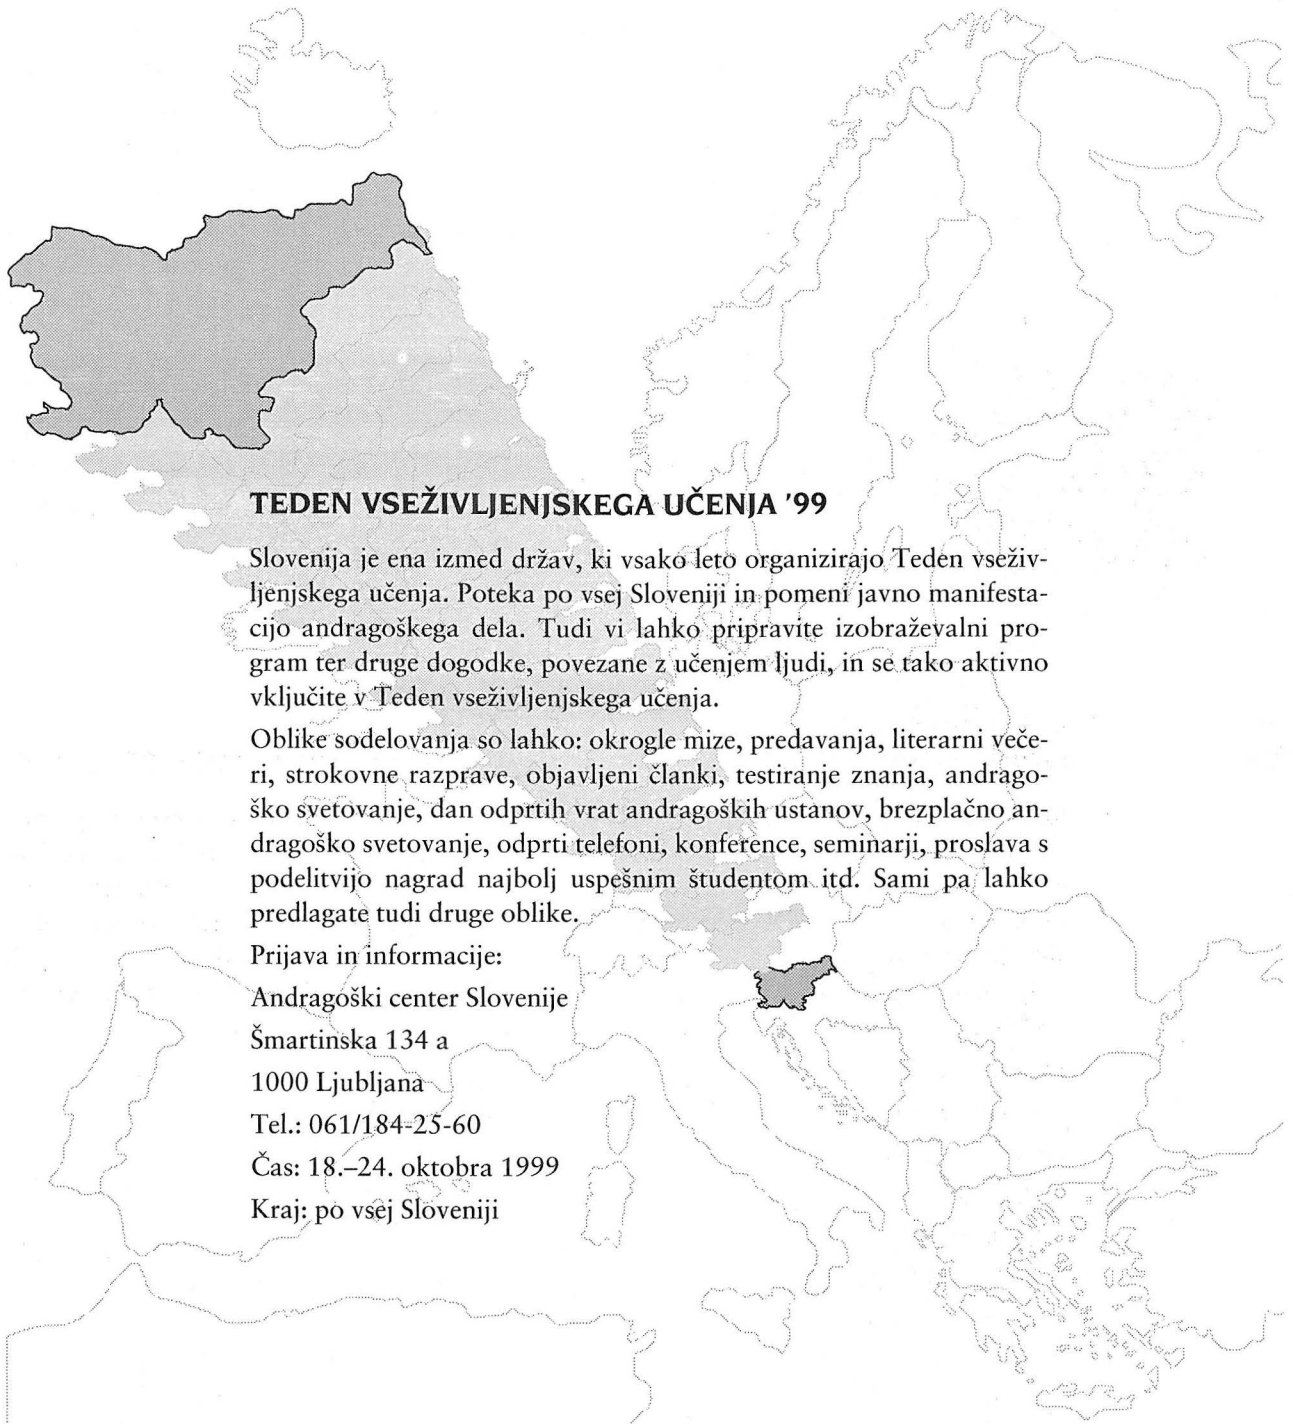 TEDEN VSEŽIVLJENJSKEGA UČENJA '99
Slovenija je ena izmed držav, ki vsako leto organizirajo Teden vseživ-
ljenjskega učenja. Poteka po vsej Sloveniji in pomeni javno manifesta-
cijo andragoškega dela. Tudi vi lahko pripravite izobraževalni pro-
gram ter druge dogodke, povezane z učenjem ljudi, in se tako aktivno
vključite v Teden vseživljenjskega učenja.
Oblike sodelovanja so lahko: okrogle mize, predavanja, literarni veče-
ri, strokovne razprave, objavljeni članki, testiranje znanja, andrago-
ško svetovanje, dan odprtih vrat andragoških ustanov, brezplačno an-
dragoško svetovanje, odprti telefoni, konference, seminarji, proslava s
podelitvijo nagrad najbolj uspešnim študentom itd. Sami pa lahko
predlagate tudi druge oblike.
Prijava in informacije:
Andragoški center Slovenije
Šmartinska 134 a
1000 Ljubljana
Tel.: 061/184-25-60
Čas: 18.–24. oktobra 1999
Kraj: po vsej Sloveniji